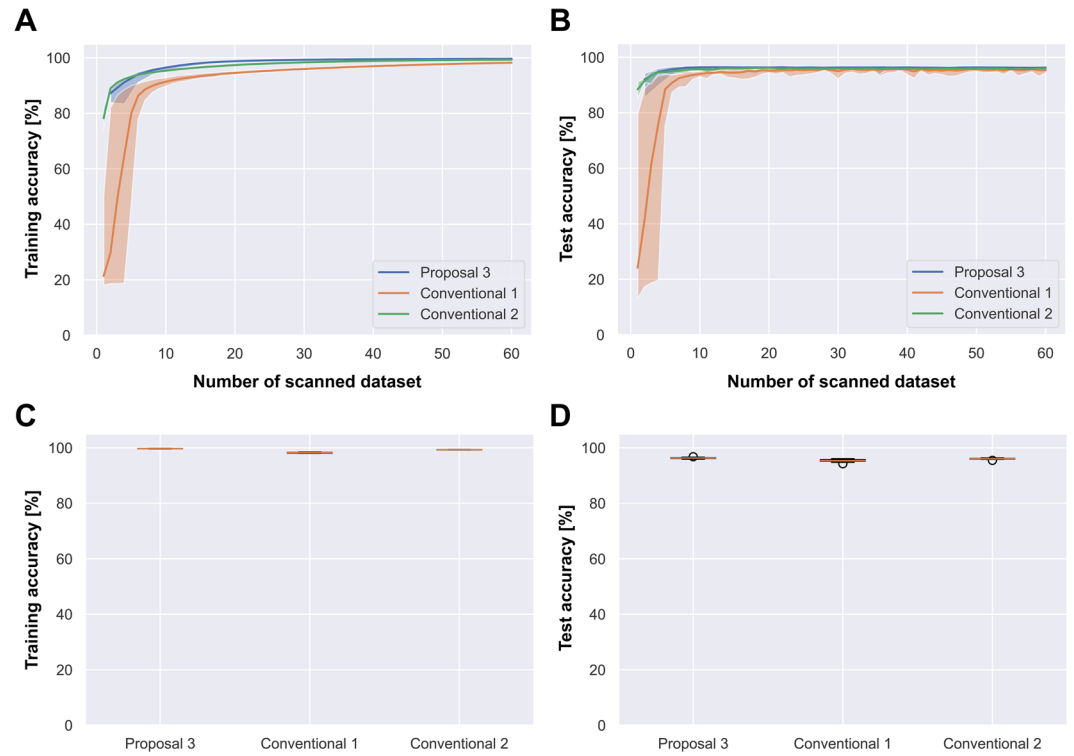 A
Training accuracy [%]
100
80
60
40
20
0
Proposal 3
Conventional 1
Conventional 2
0 10 20 30 40 50 60
Number of scanned dataset
B
Test accuracy [%]
100
80
60
40
20
0
Proposal 3
Conventional 1
Conventional 2
0 10 20 30 40 50 60
Number of scanned dataset
C
Training accuracy [%]
100
80
60
40
20
0
Proposal 3 Conventional 1 Conventional 2
D
Test accuracy [%]
100
80
60
40
20
0
Proposal 3 Conventional 1 Conventional 2